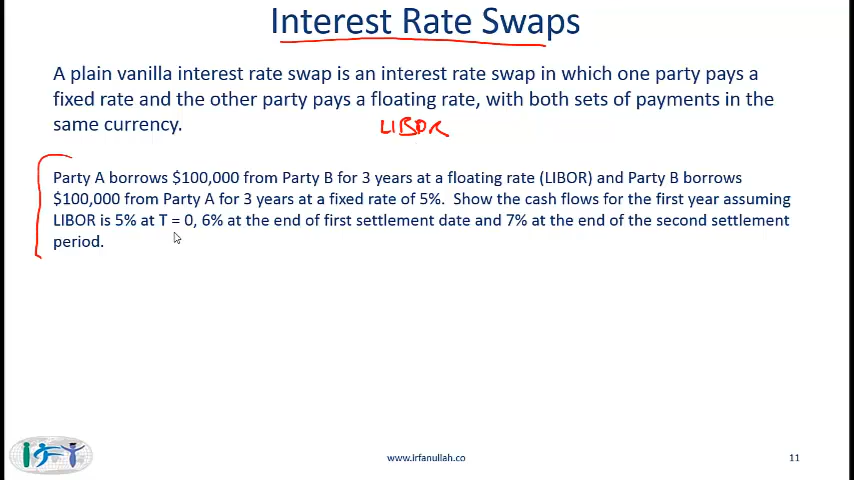 Interest Rate Swaps
A plain vanilla interest rate swap is an interest rate swap in which one party pays a
fixed rate and the other party pays a floating rate, with both sets of payments in the
same currency.
LIBOR
Party A borrows $100,000 from Party B for 3 years at a floating rate (LIBOR) and Party B borrows
$100,000 from Party A for 3 years at a fixed rate of 5%. Show the cash flows for the first year assuming
LIBOR is 5% at T = 0, 6% at the end of first settlement date and 7% at the end of the second settlement
period.
www.irfanullah.co
11